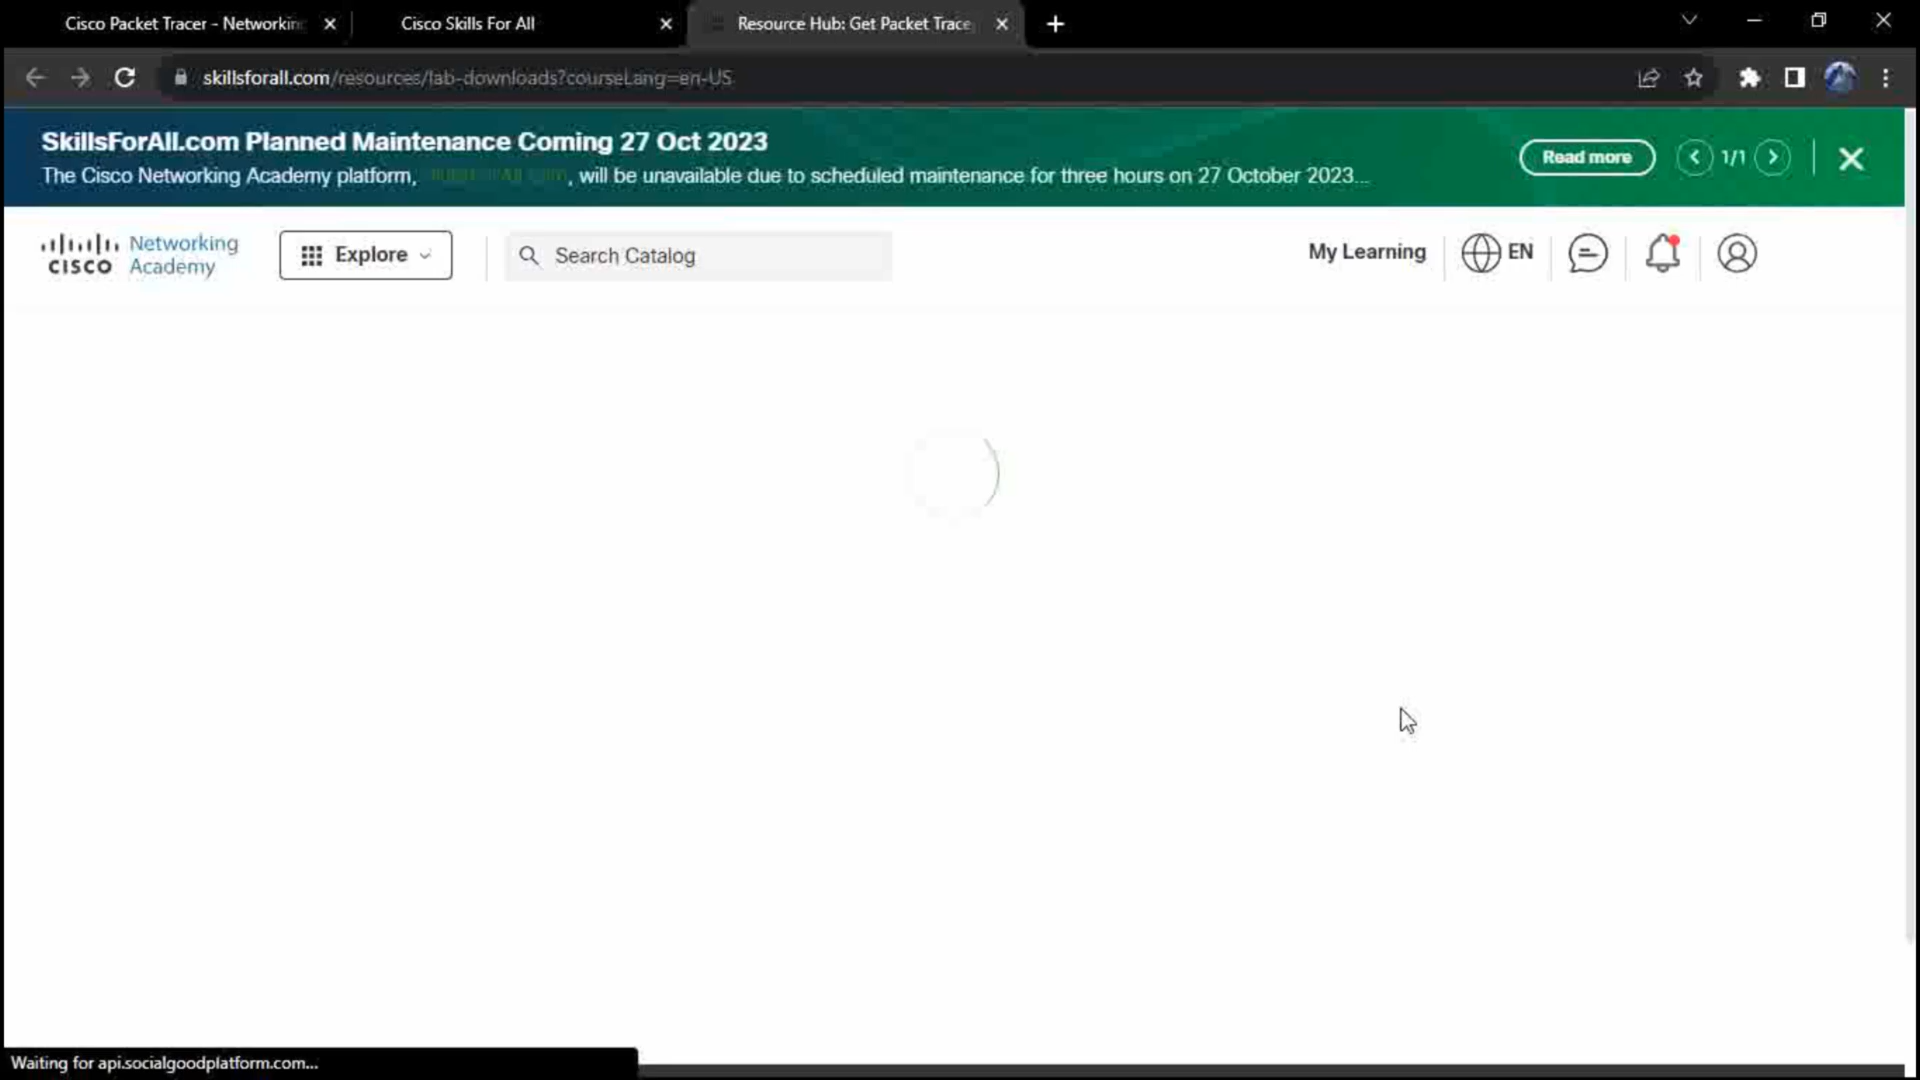 Cisco Packet Tracer - Networkin
Cisco Skills For All
Resource Hub: Get Packet Trace
skillsforall.com/resources/lab-downloads?courseLang=en-US
SkillsForAll.com Planned Maintenance Coming 27 Oct 2023
The Cisco Networking Academy platform, , will be unavailable due to scheduled maintenance for three hours on 27 October 2023...
Read more
1/1
CISCO Networking Academy
Explore
Search Catalog
My Learning
EN
Waiting for api.socialgoodplatform.com...